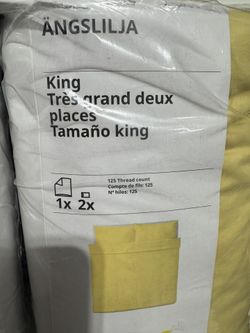 ÄNGSLILJA
King
Très grand deux
places
Tamaño king
125 Thread count
Compte de fils: 125
N° hilos: 125
1x 2x